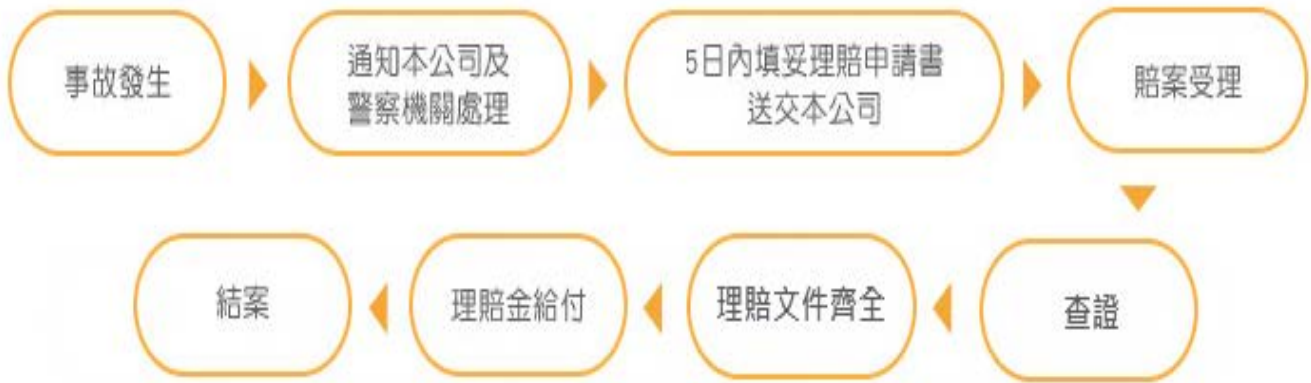 事故發生
通知本公司及
警察機關處理
5日內填妥理賠申請書
送交本公司
賠案受理
查證
理賠文件齊全
理賠金給付
結案